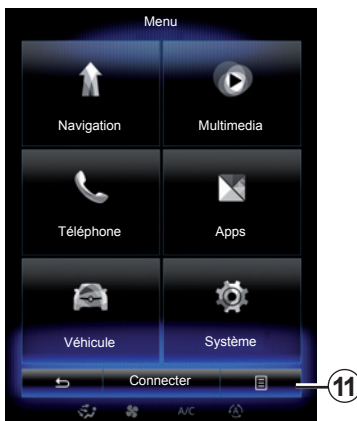 Menu
Navigation Multimedia
Téléphone Apps
Véhicule Système
Connecter
11
A/C A